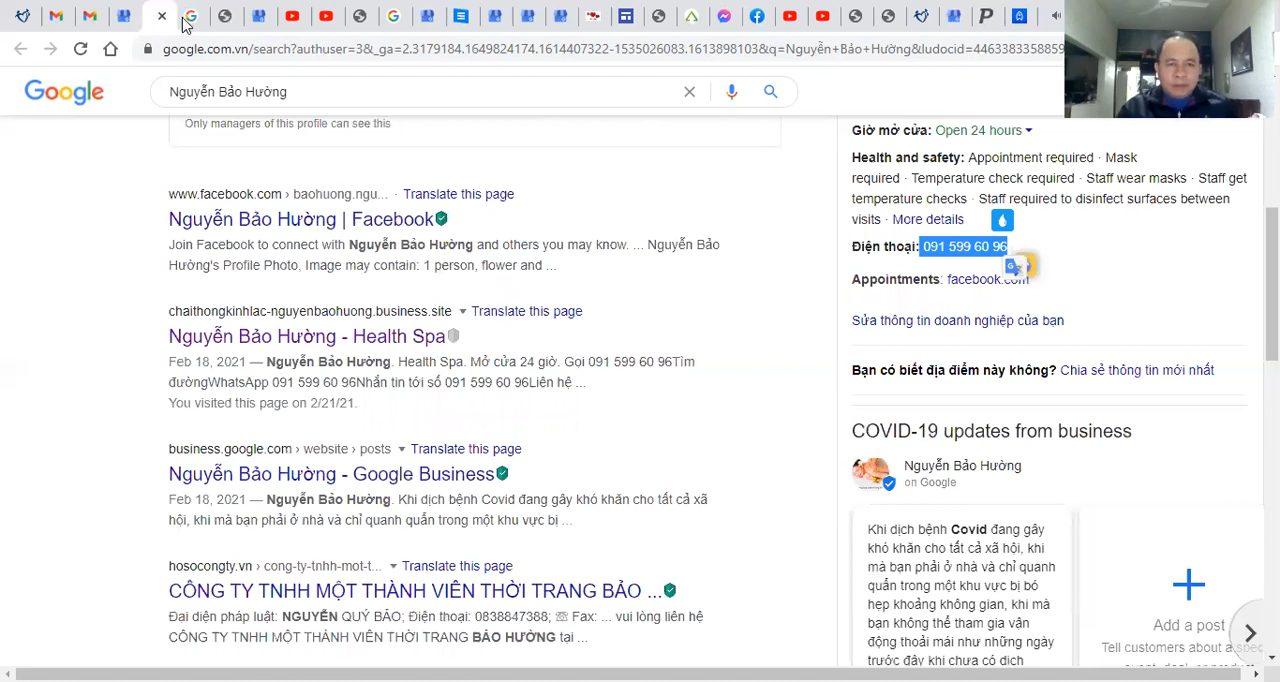 google.com.vn/search?authuser=3&_ga=2.3179184.1649824174.1614407322-1535026083.1613898103&q=Nguyễn+Bảo+Hường&ludocid=4463383358859
Google
Nguyễn Bảo Hường
Only managers of this profile can see this
www.facebook.com › baohuong.ngu... · Translate this page
Nguyễn Bảo Hường | Facebook
Join Facebook to connect with Nguyễn Bảo Hường and others you may know. ... Nguyễn Bảo
Hường's Profile Photo, Image may contain: 1 person, flower and ...
chaithongkinhlac-nguyenbaohuong.business.site Translate this page
Nguyễn Bảo Hường - Health Spa
Feb 18, 2021 — Nguyễn Bảo Hường. Health Spa. Mở cửa 24 giờ. Gọi 091 599 60 96Tìm
đườngWhatsApp 091 599 60 96Nhắn tin tới số 091 599 60 96Liên hệ ...
You visited this page on 2/21/21.
business.google.com › website › posts Translate this page
Nguyễn Bảo Hường - Google Business
Feb 18, 2021 — Nguyễn Bảo Hường. Khi dịch bệnh Covid đang gây khó khăn cho tất cả xã
hội, khi mà bạn phải ở nhà và chỉ quanh quẩn trong một khu vực bị ...
hosocongty.vn › cong-ty-tnhh-mot-t... Translate this page
CÔNG TY TNHH MỘT THÀNH VIÊN THỜI TRANG BẢO ...
Đại diện pháp luật: NGUYỄN QUÝ BẢO; Điện thoại: 0838847388; ☏ Fax: ... vui lòng liên hệ
CÔNG TY TNHH MỘT THÀNH VIÊN THỜI TRANG BẢO HƯỜNG tại ...
Giờ mở cửa: Open 24 hours
Health and safety: Appointment required · Mask
required · Temperature check required · Staff wear masks · Staff get
temperature checks · Staff required to disinfect surfaces between
visits · More details
Điện thoại: 091 599 60 96
Appointments: facebook.com
Sửa thông tin doanh nghiệp của bạn
Bạn có biết địa điểm này không? Chia sẻ thông tin mới nhất
COVID-19 updates from business
Nguyễn Bảo Hường
on Google
Khi dịch bệnh Covid đang gây
khó khăn cho tất cả xã hội, khi
mà bạn phải ở nhà và chỉ quanh
quẩn trong một khu vực bị bó
hẹp khoảng không gian, khi mà
bạn không thể tham gia vận
động thoải mái như những ngày
trước đây khi chưa có dịch
Add a post
Tell customers about a